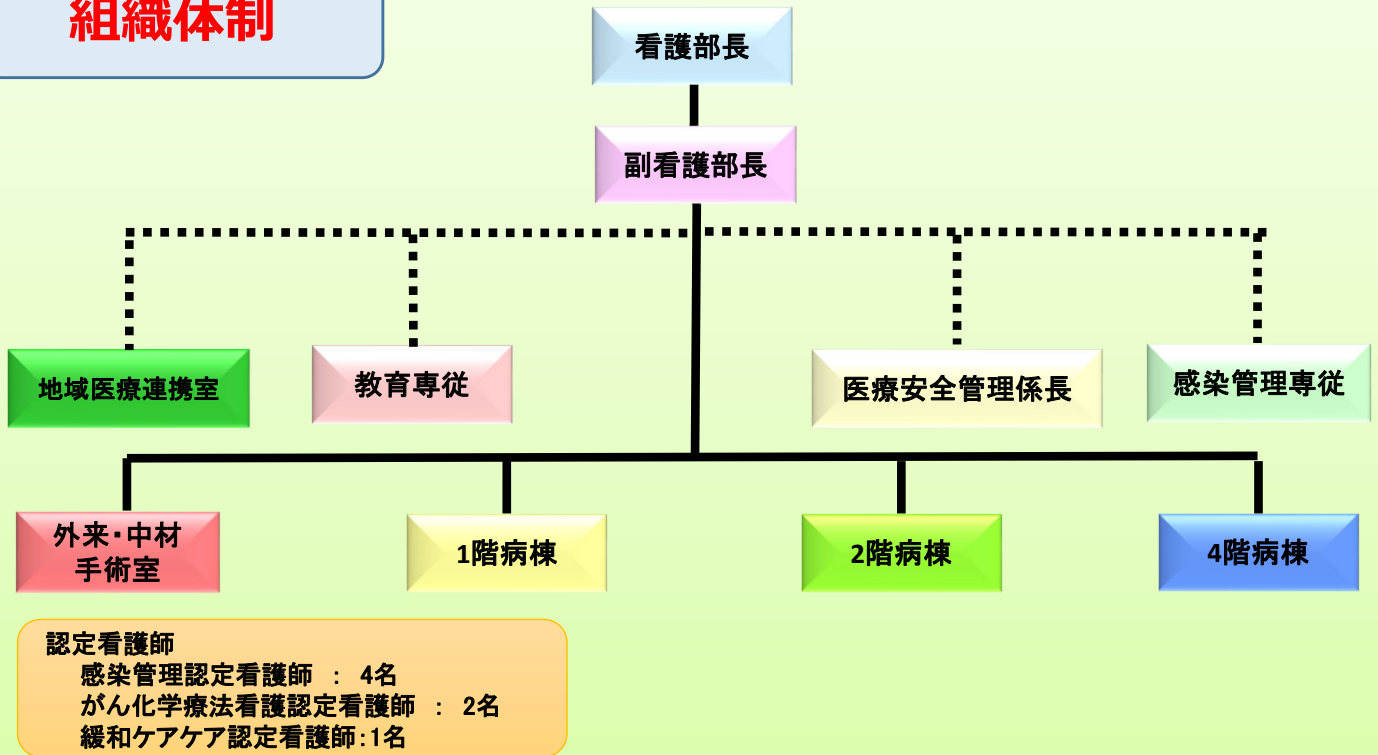 組織体制
看護部長
副看護部長
地域医療連携室
教育専従
医療安全管理係長
感染管理専従
外来・中材
手術室
1階病棟
2階病棟
4階病棟
認定看護師
感染管理認定看護師 ： 4名
がん化学療法看護認定看護師 ： 2名
緩和ケアケア認定看護師：1名